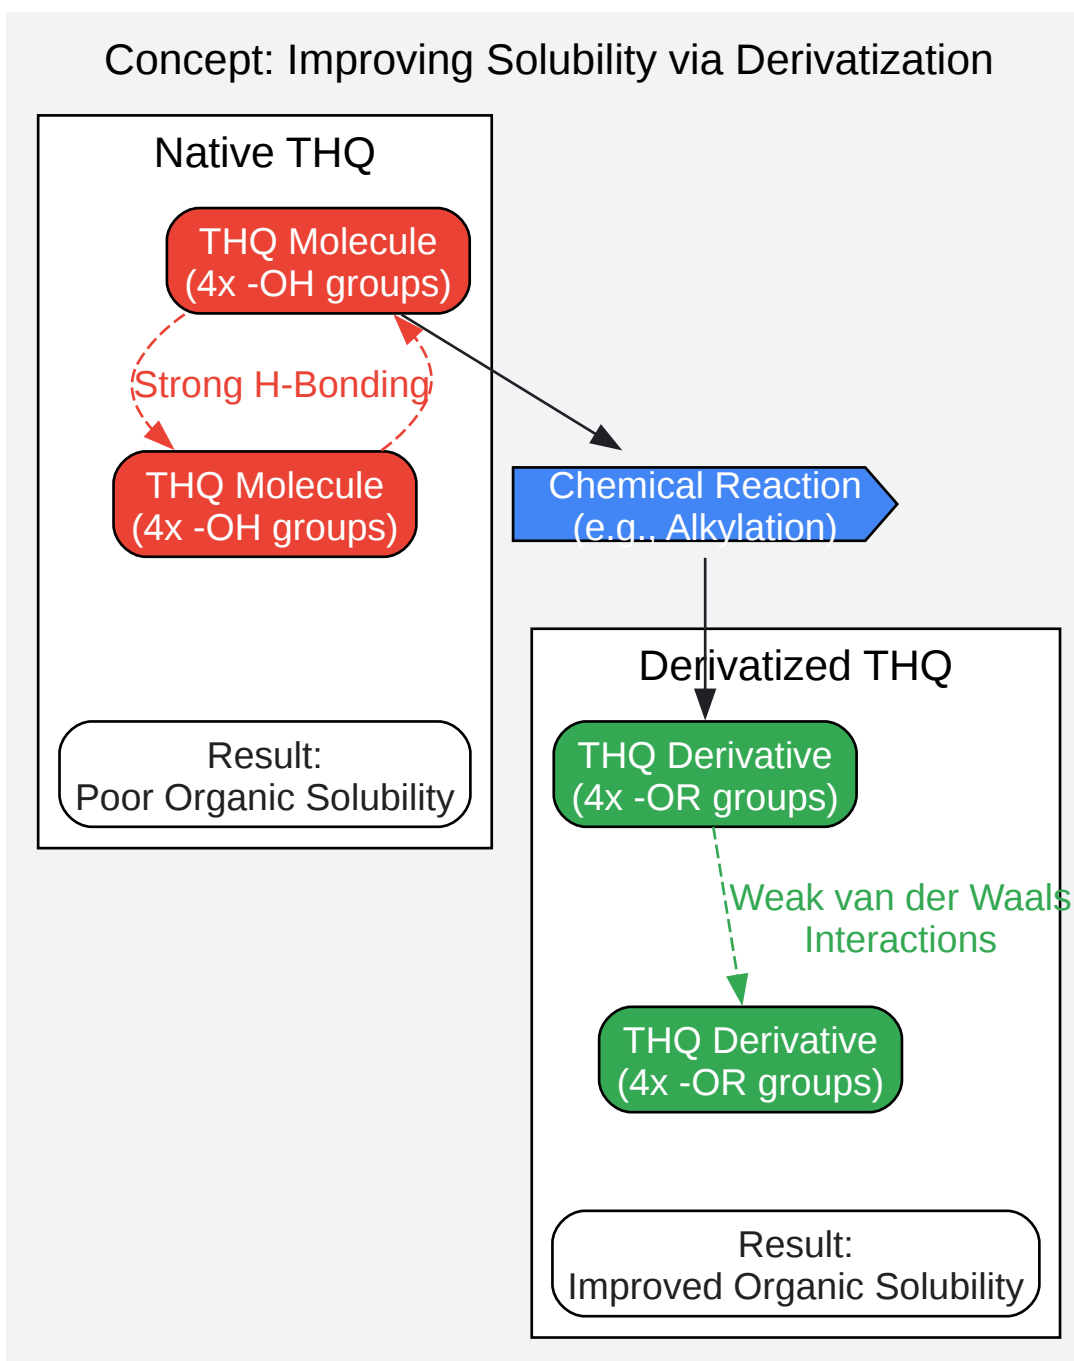 Concept: Improving Solubility via Derivatization
Native THQ
THQ Molecule
(4x -OH groups)
Strong H-Bonding
THQ Molecule
(4x -OH groups)
Result:
Poor Organic Solubility
Chemical Reaction
(e.g., Alkylation)
Derivatized THQ
THQ Derivative
(4x -OR groups)
Weak van der Waals
Interactions
THQ Derivative
(4x -OR groups)
Result:
Improved Organic Solubility